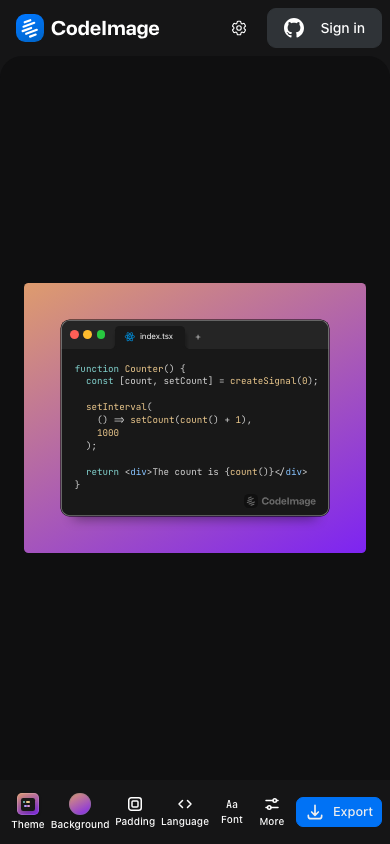 CodeImage
Sign in
index.tsx
+
function Counter() {
  const [count, setCount] = createSignal(0);
  setInterval(
    () => setCount(count() + 1),
    1000
  );
  return <div>The count is {count()}</div>
}
CodeImage
Theme
Background
Padding
Language
Aa
Font
More
Export